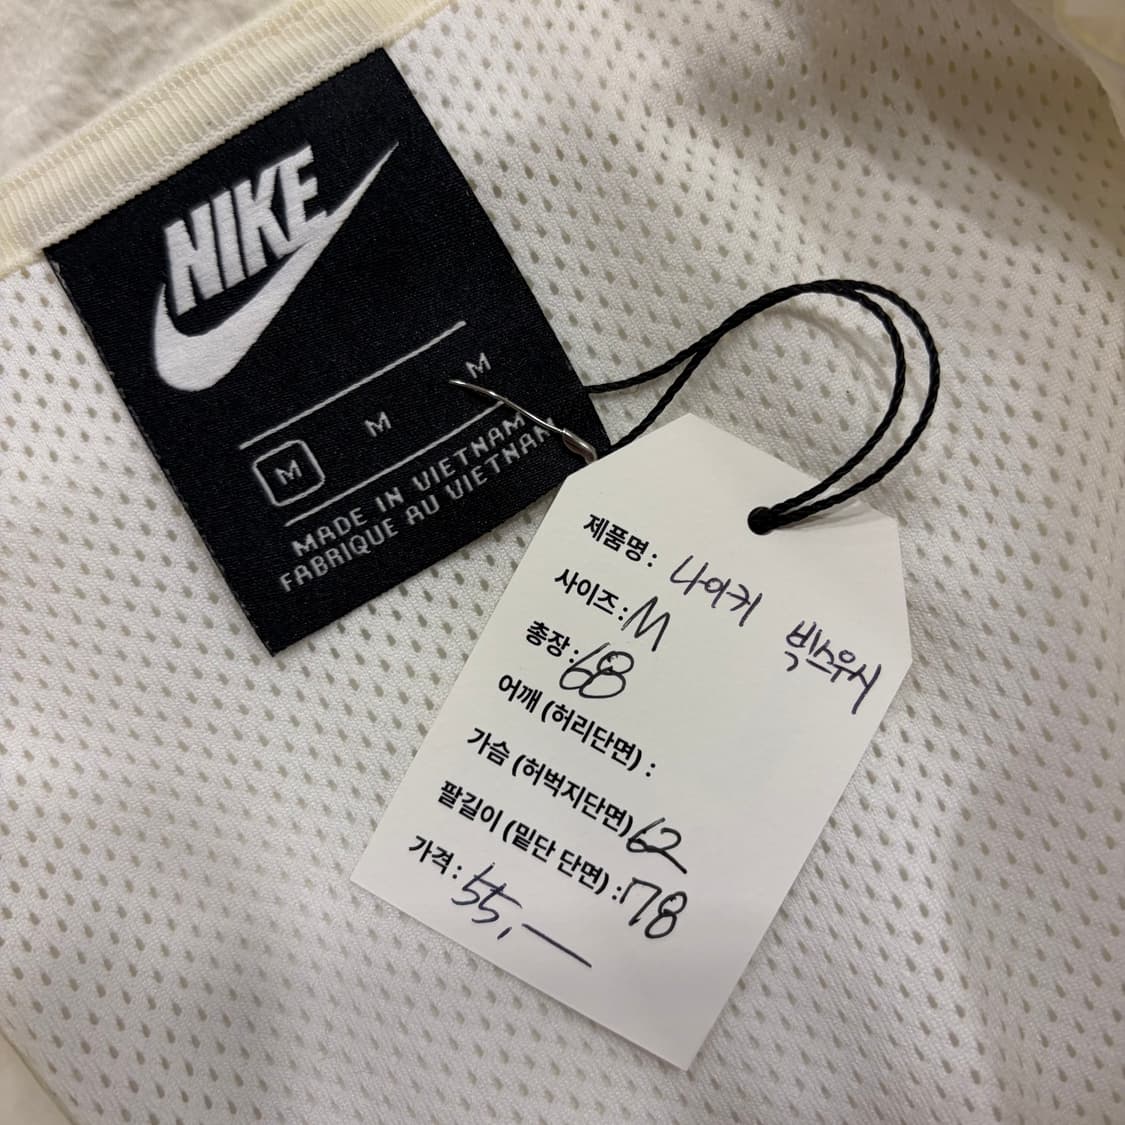 NIKE
M M M
MADE IN VIETNAM
FABRIQUE AU VIETNAM
제품명: 나이키 빅스우시
사이즈: M
총장: 68
어깨 (허리단면) :
가슴 (허벅지단면) 62
팔길이 (밑단 단면) : 78
가격: 55,—